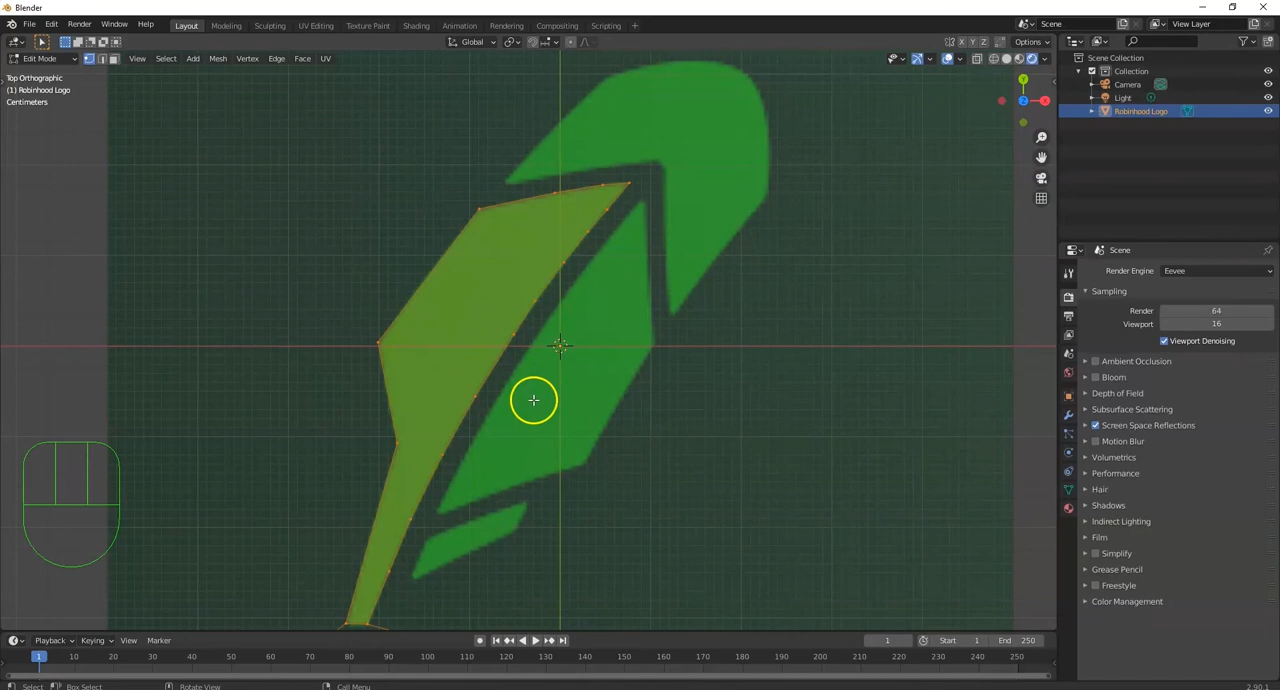 Blender
File Edit Render Window Help
Layout Modeling Sculpting UV Editing Texture Paint Shading Animation Rendering Compositing Scripting +
Scene
View Layer
Global
X Y Z
Options
Edit Mode
View Select Add Mesh Vertex Edge Face UV
Top Orthographic
(1) Robinhood Logo
Centimeters
Y
X
Z
Scene Collection
Collection
Camera
Light
Robinhood Logo
Scene
Render Engine
Eevee
Sampling
Render 64
Viewport 16
Viewport Denoising
Ambient Occlusion
Bloom
Depth of Field
Subsurface Scattering
Screen Space Reflections
Motion Blur
Volumetrics
Performance
Hair
Shadows
Indirect Lighting
Film
Simplify
Grease Pencil
Freestyle
Color Management
Playback Keying View Marker
1
Start 1
End 250
1 10 20 30 40 50 60 70 80 90 100 110 120 130 140 150 160 170 180 190 200 210 220 230 240 250
Select Box Select Rotate View Call Menu
2.90.1